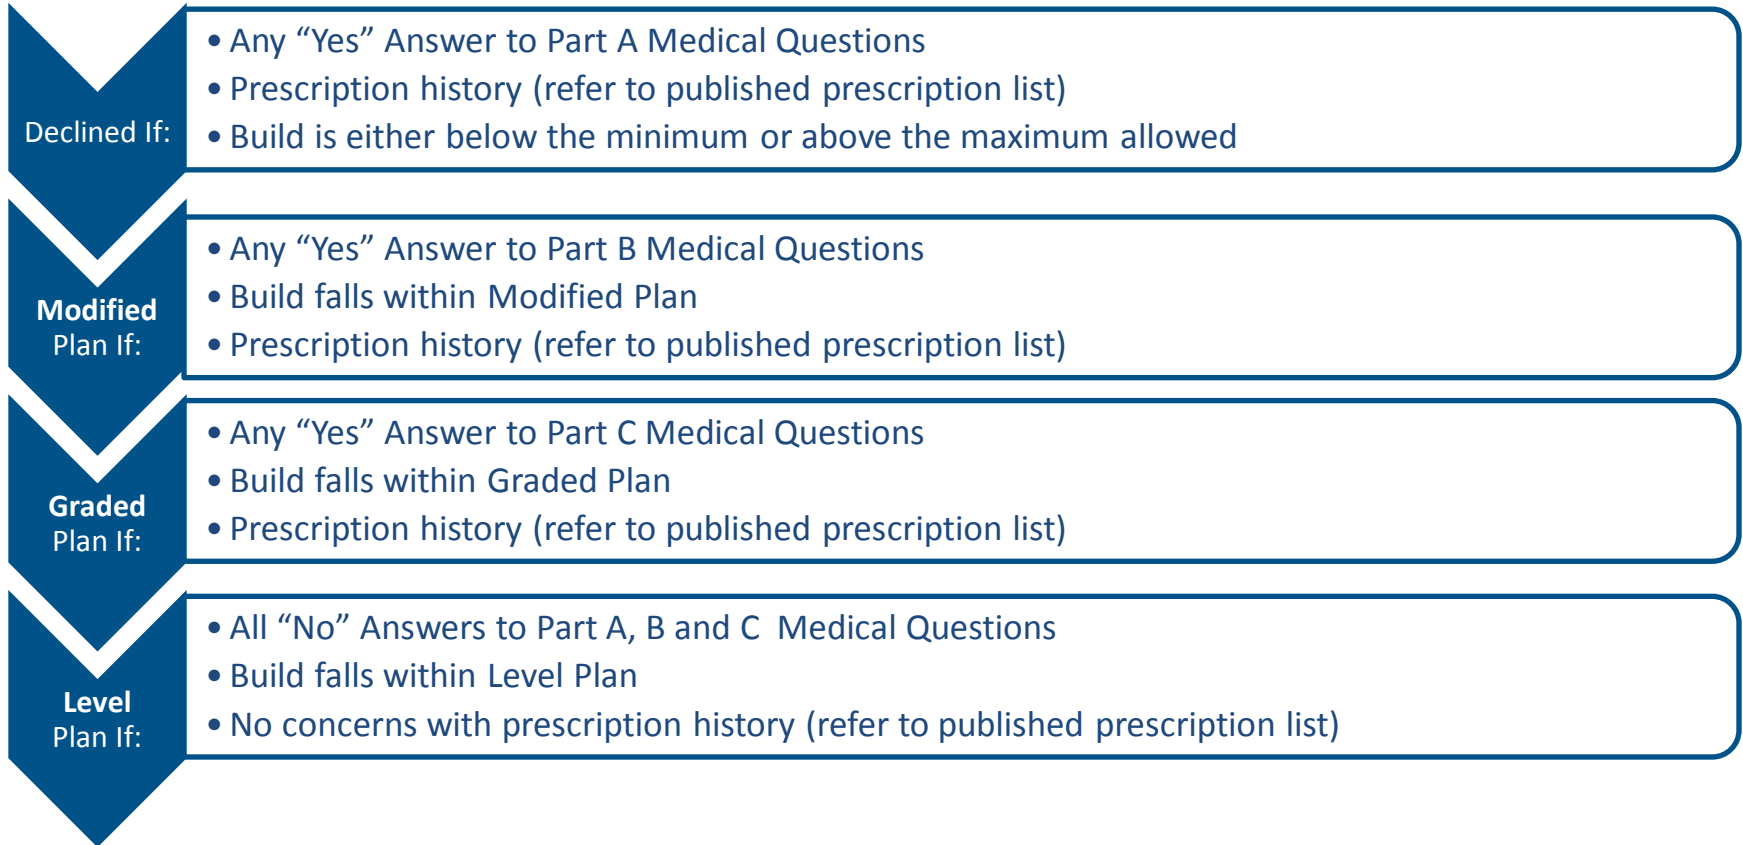 Declined If:
• Any “Yes” Answer to Part A Medical Questions
• Prescription history (refer to published prescription list)
• Build is either below the minimum or above the maximum allowed
Modified
Plan If:
• Any “Yes” Answer to Part B Medical Questions
• Build falls within Modified Plan
• Prescription history (refer to published prescription list)
Graded
Plan If:
• Any “Yes” Answer to Part C Medical Questions
• Build falls within Graded Plan
• Prescription history (refer to published prescription list)
Level
Plan If:
• All “No” Answers to Part A, B and C  Medical Questions
• Build falls within Level Plan
• No concerns with prescription history (refer to published prescription list)